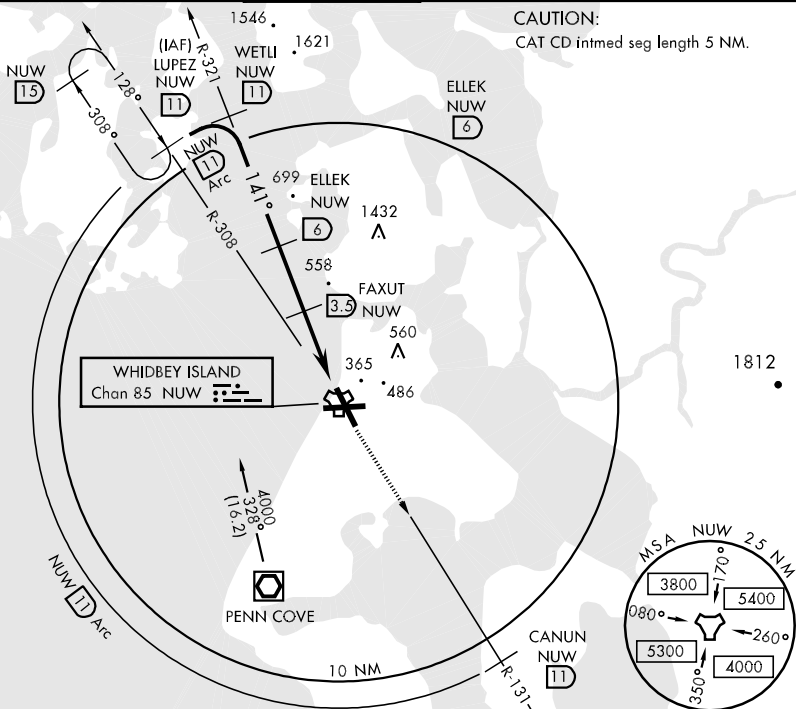 1546
1621
CAUTION:
CAT CD intmed seg length 5 NM.
(IAF)
LUPEZ
NUW
11
R-321
WETLI
NUW
11
NUW
15
128°
308°
ELLEK
NUW
6
NUW
11
Arc
141°
R-308
699
ELLEK
NUW
6
1432
558
3.5
FAXUT
NUW
560
365
486
1812
WHIDBEY ISLAND
Chan 85 NUW
4000
328°
(16.2)
PENN COVE
NUW 11 Arc
10 NM
CANUN
NUW
11
R-131
MSA NUW 25 NM
170°
3800
5400
080°
260°
5300
4000
350°